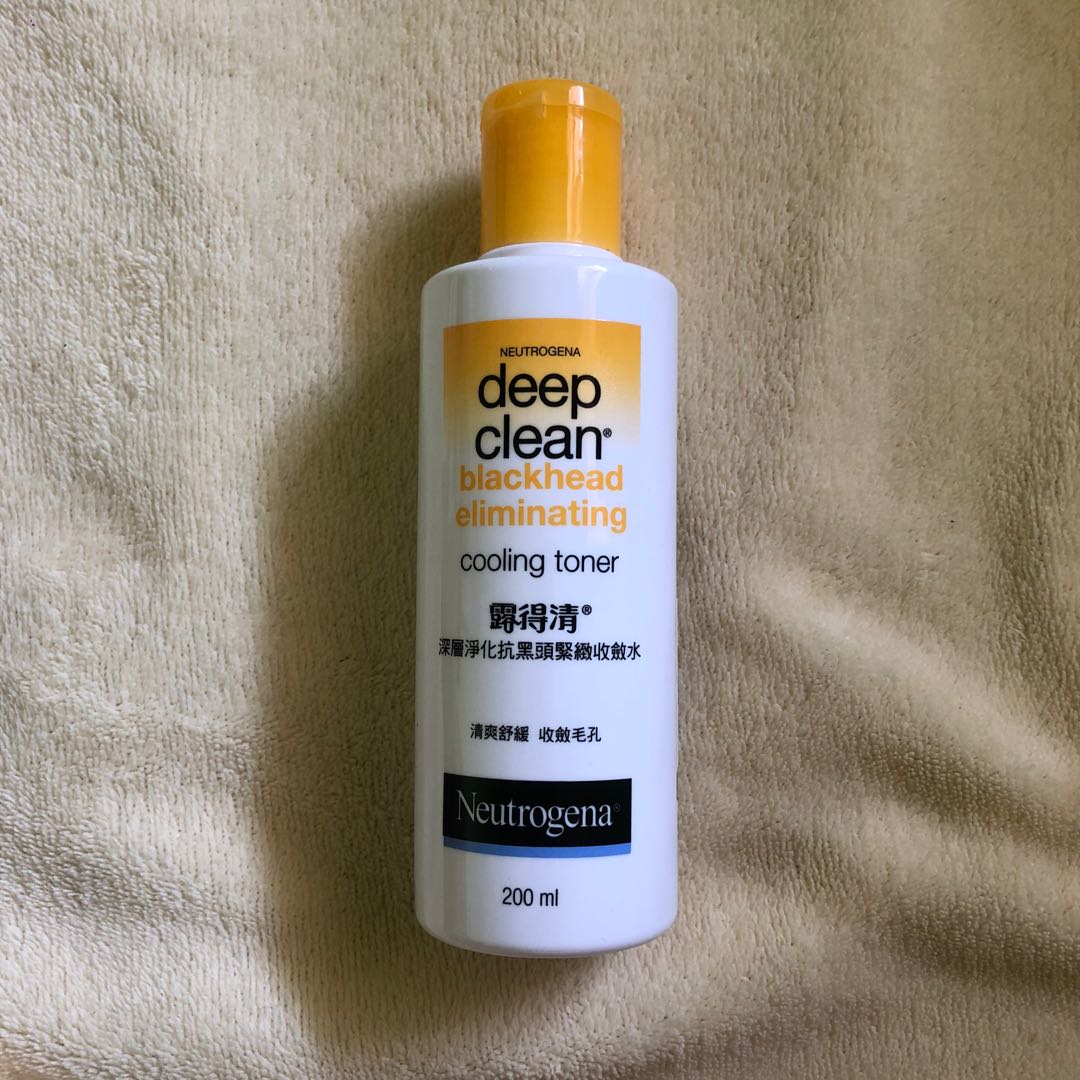 NEUTROGENA
deep
clean®
blackhead
eliminating
cooling toner
露得清®
深層淨化抗黑頭緊緻收斂水
清爽舒緩 收斂毛孔
Neutrogena®
200 ml